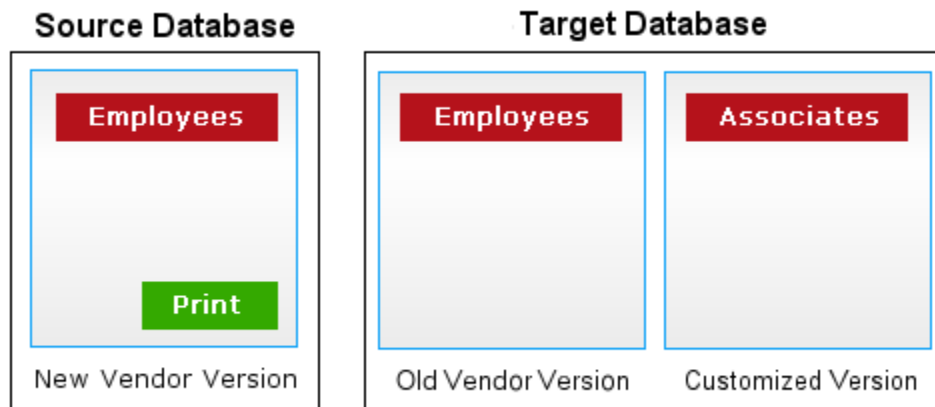 Source Database
Employees
Print
New Vendor Version
Target Database
Employees
Associates
Old Vendor Version
Customized Version